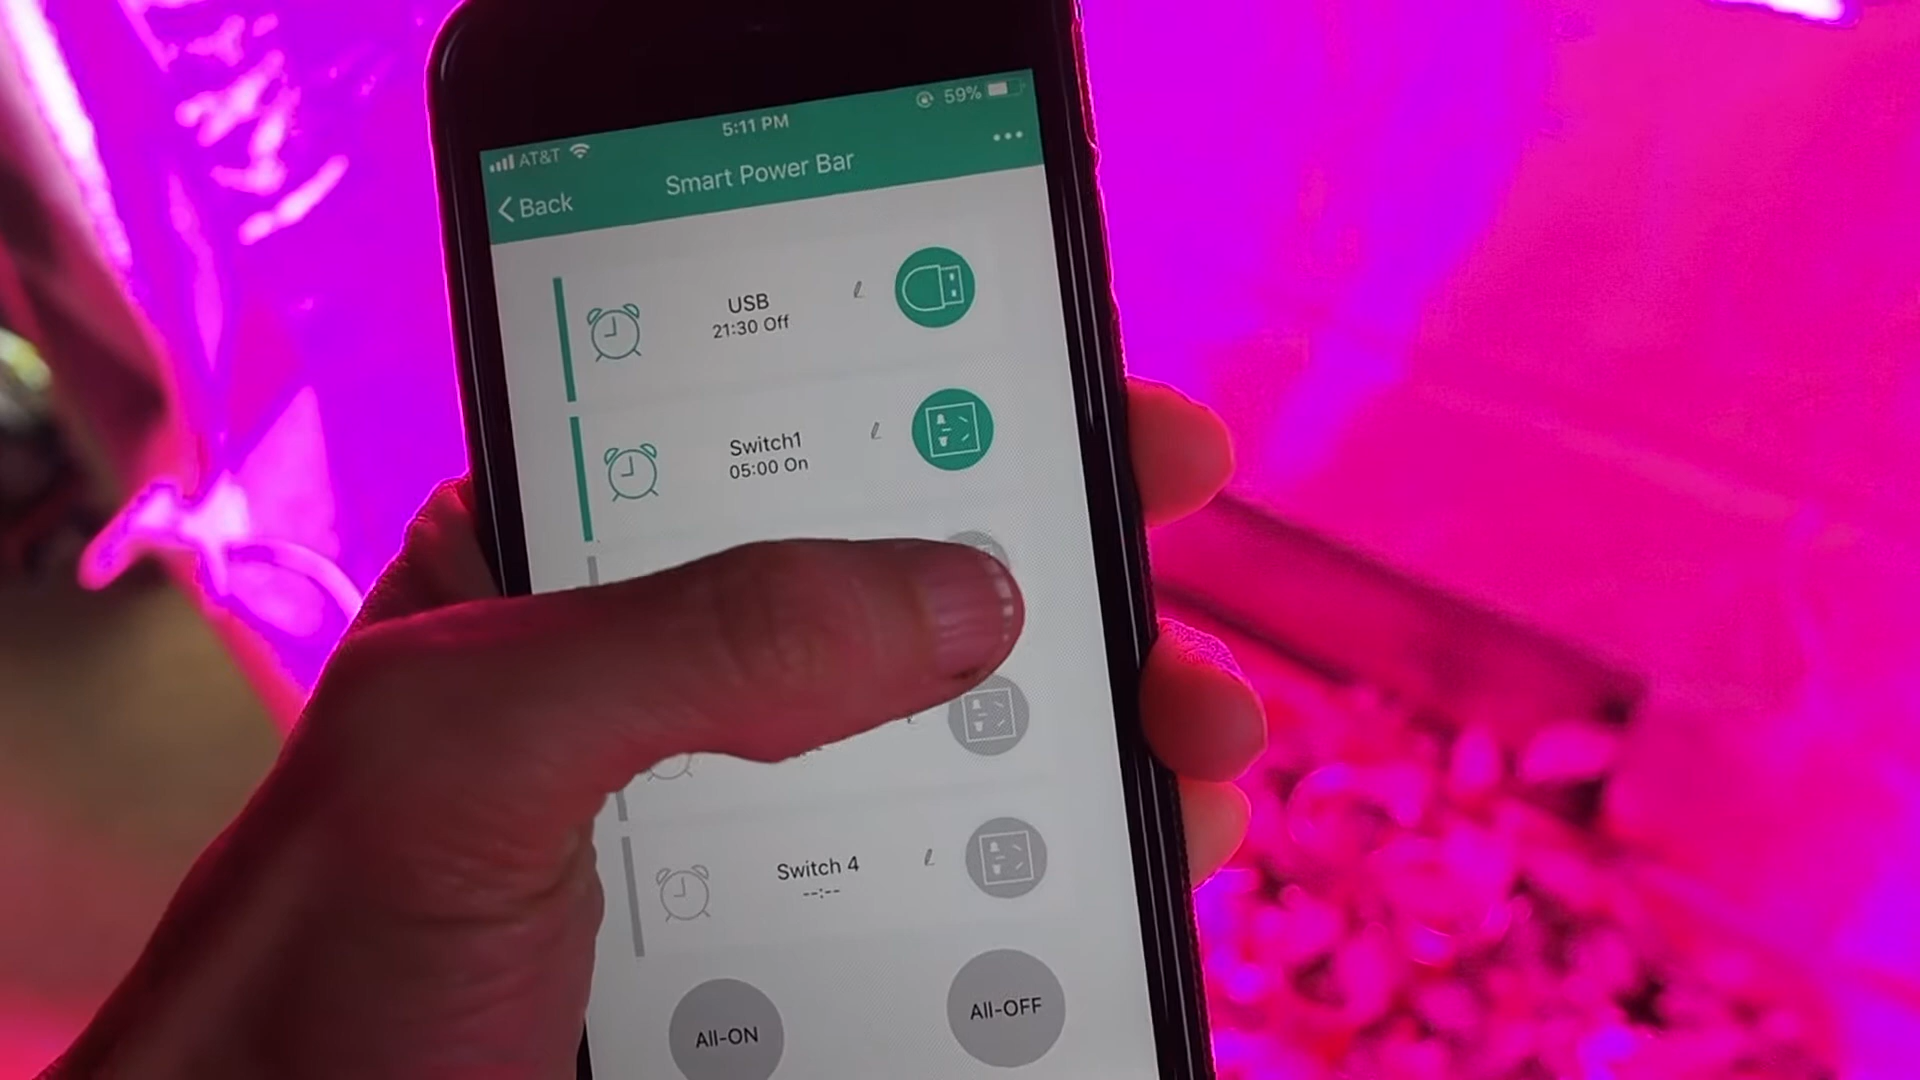 AT&T 5:11 PM 59%
Back Smart Power Bar •••
USB
21:30 Off
Switch1
05:00 On
Switch 4
--:--
All-ON All-OFF